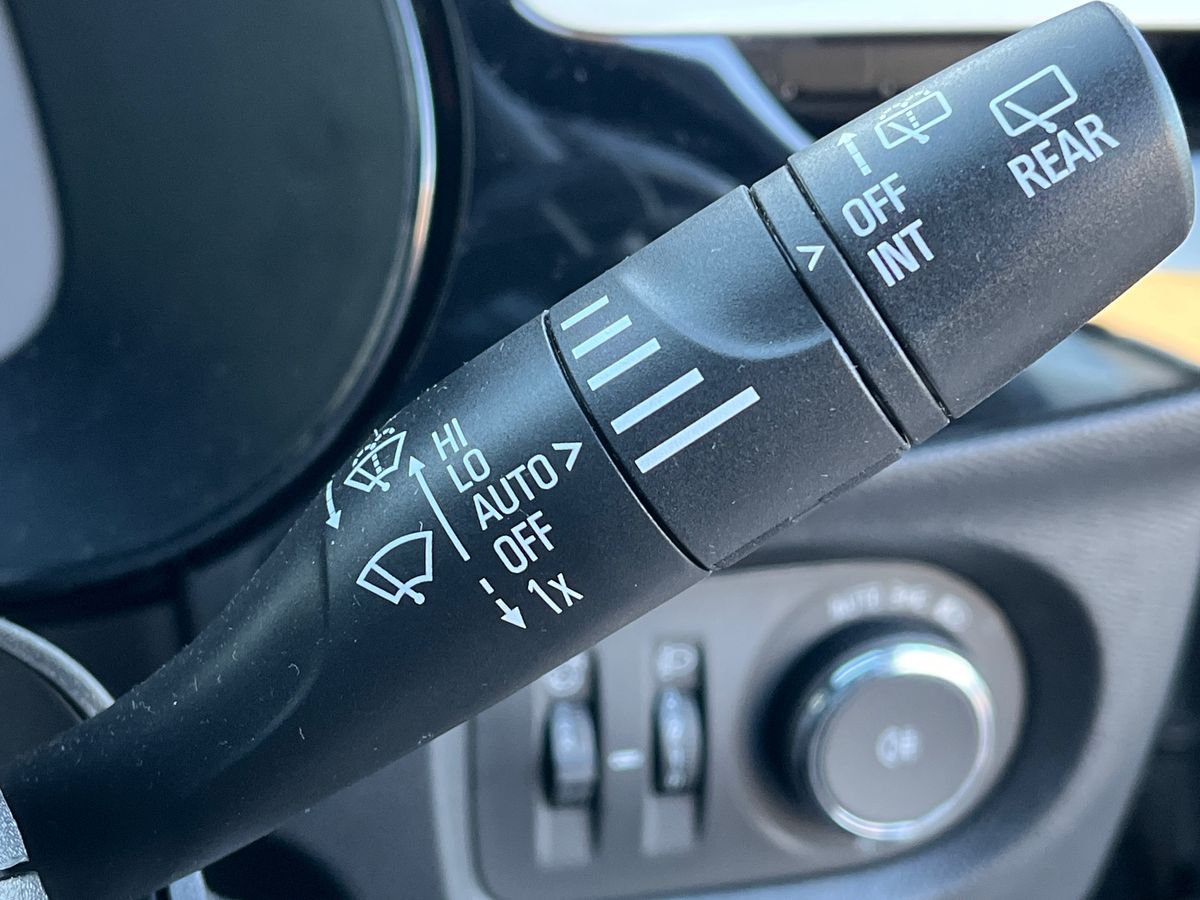 HI
LO
AUTO >
OFF
1x
>
OFF
INT
REAR